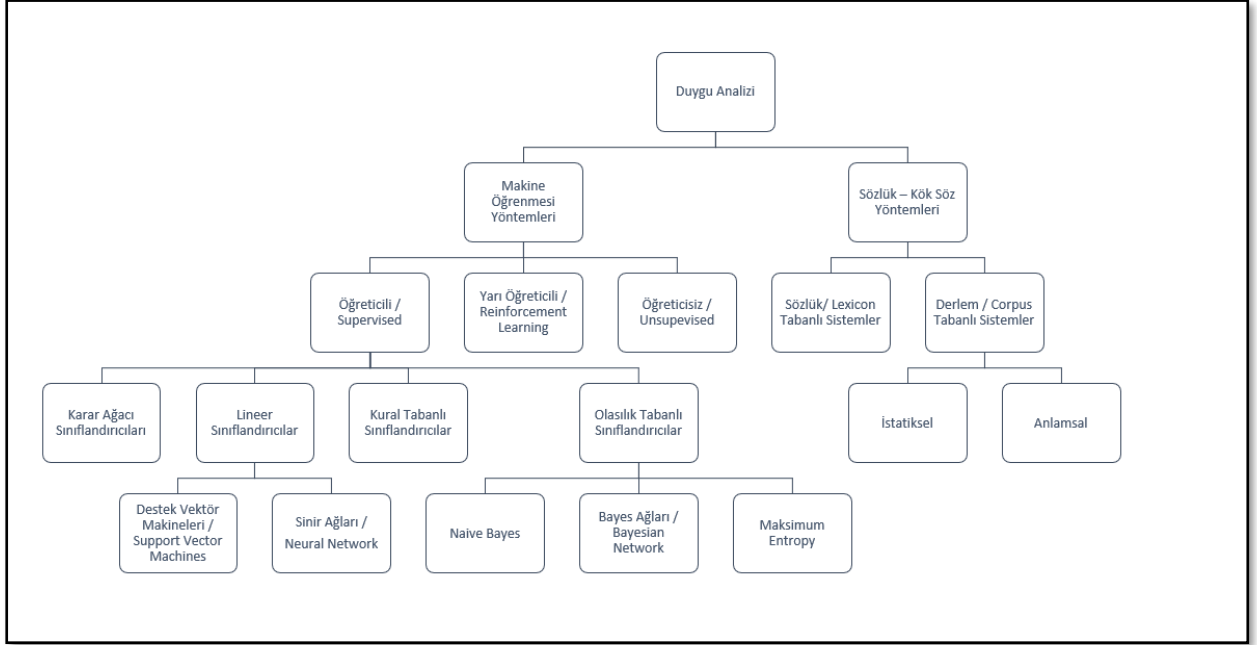 Duygu Analizi
Makine
Öğrenmesi
Yöntemleri
Sözlük – Kök Söz
Yöntemleri
Öğreticili /
Supervised
Yarı Öğreticili /
Reinforcement
Learning
Öğreticisiz /
Unsupevised
Sözlük/ Lexicon
Tabanlı Sistemler
Derlem / Corpus
Tabanlı Sistemler
Karar Ağacı
Sınıflandırıcıları
Lineer
Sınıflandırıcılar
Kural Tabanlı
Sınıflandırıcılar
Olasılık Tabanlı
Sınıflandırıcılar
İstatiksel
Anlamsal
Destek Vektör
Makineleri /
Support Vector
Machines
Sinir Ağları /
Neural Network
Naive Bayes
Bayes Ağları /
Bayesian
Network
Maksimum
Entropy